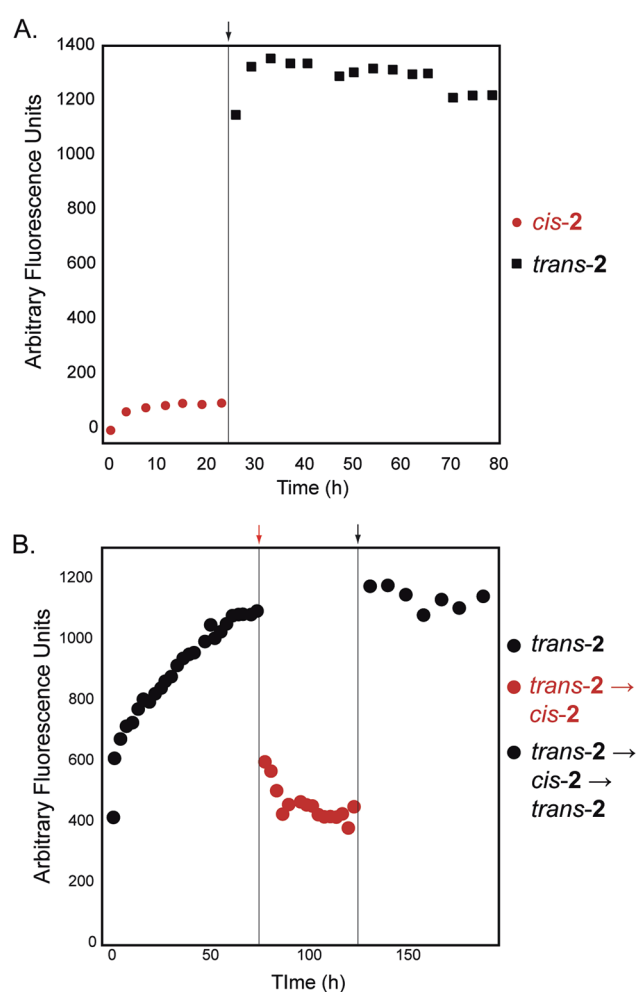 A.
1400
1200
1000
800
600
400
200
0
Arbitrary Fluorescence Units
0 10 20 30 40 50 60 70 80
Time (h)
cis-2
trans-2
B.
1200
1000
800
600
400
200
0
Arbitrary Fluorescence Units
0 50 100 150
TIme (h)
trans-2
trans-2 →
cis-2
trans-2 →
cis-2 →
trans-2